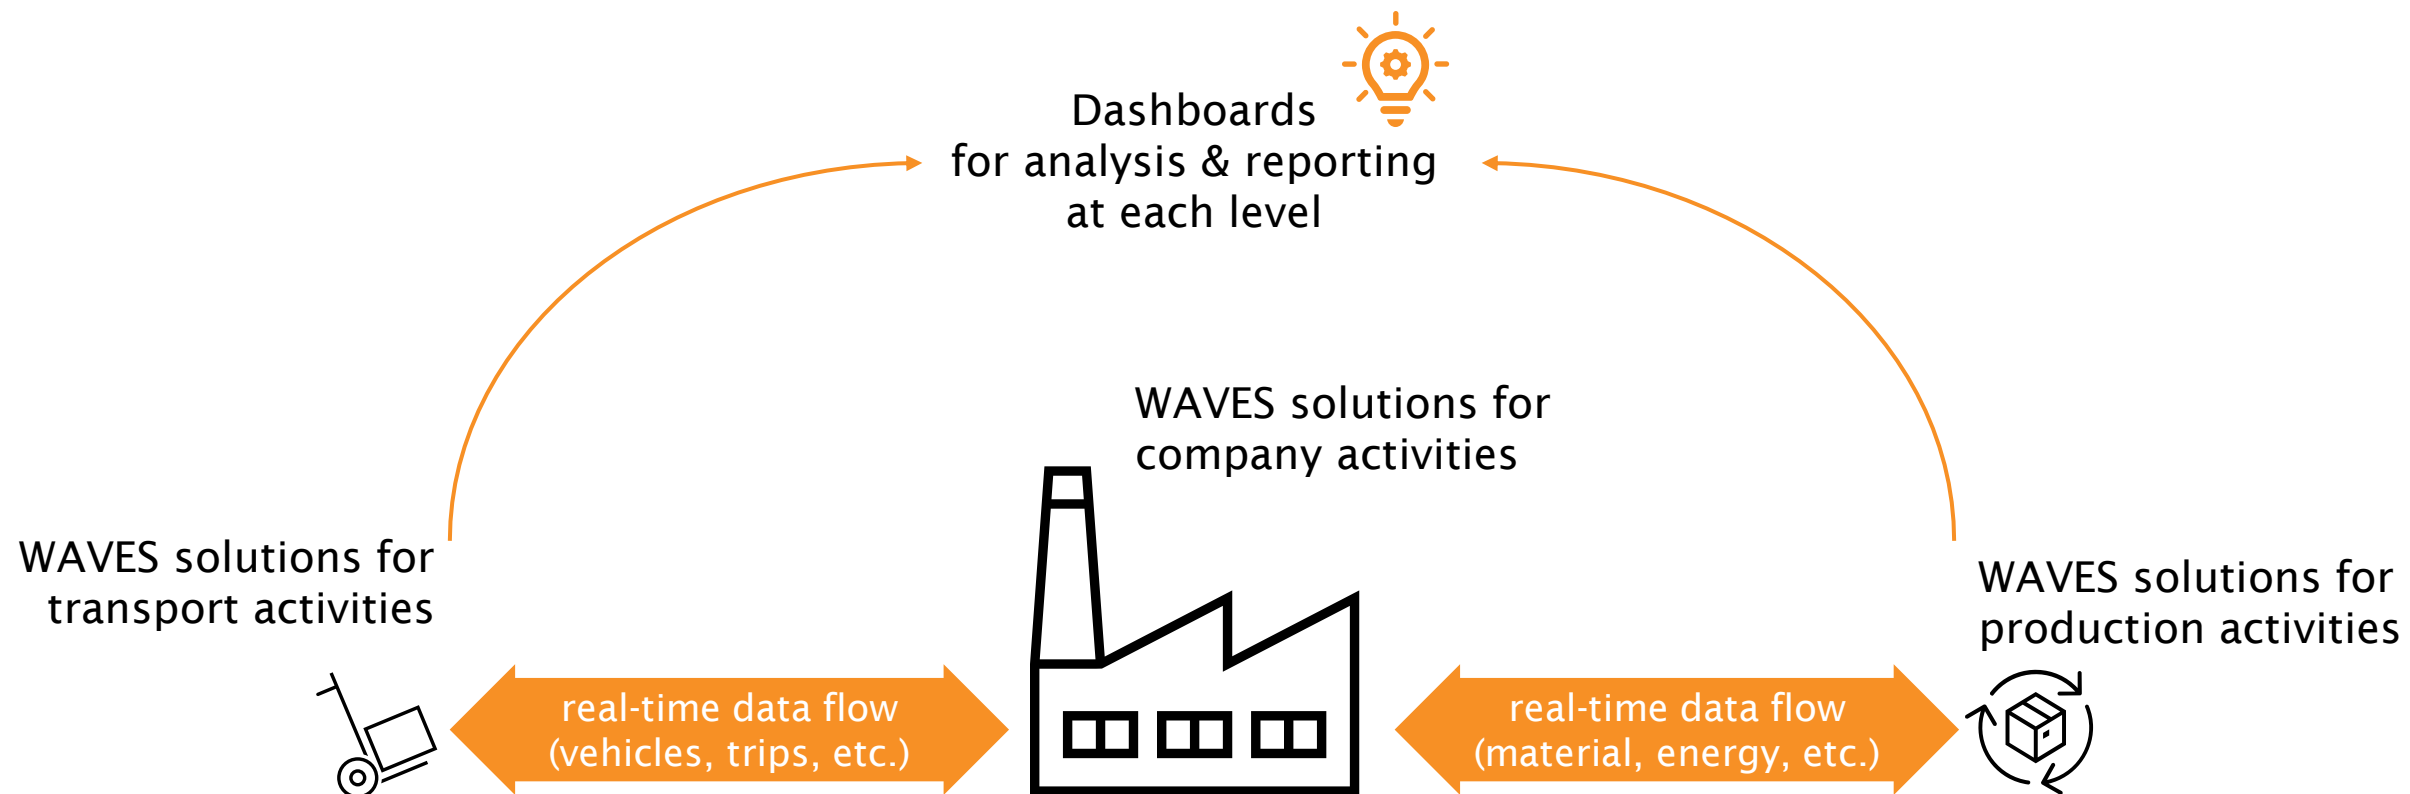 Dashboards
for analysis & reporting
at each level
WAVES solutions for
company activities
WAVES solutions for
transport activities
WAVES solutions for
production activities
real-time data flow
(vehicles, trips, etc.)
real-time data flow
(material, energy, etc.)